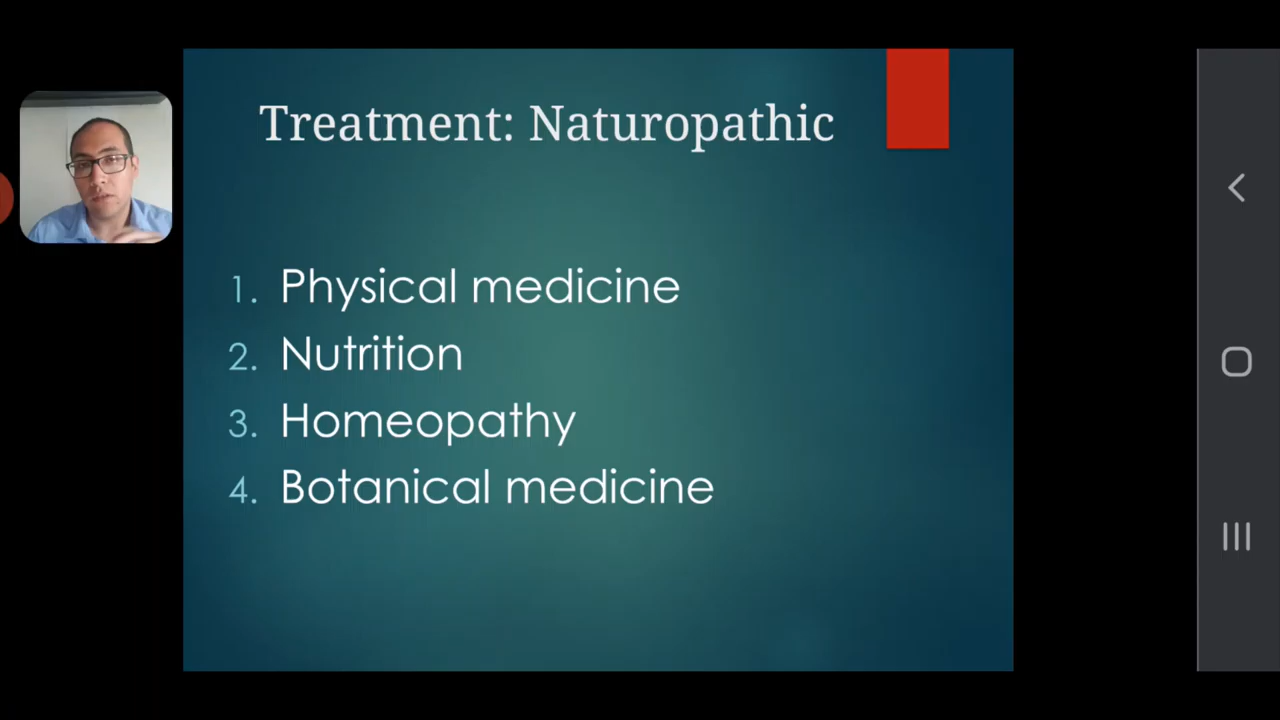 Treatment: Naturopathic
1. Physical medicine
2. Nutrition
3. Homeopathy
4. Botanical medicine